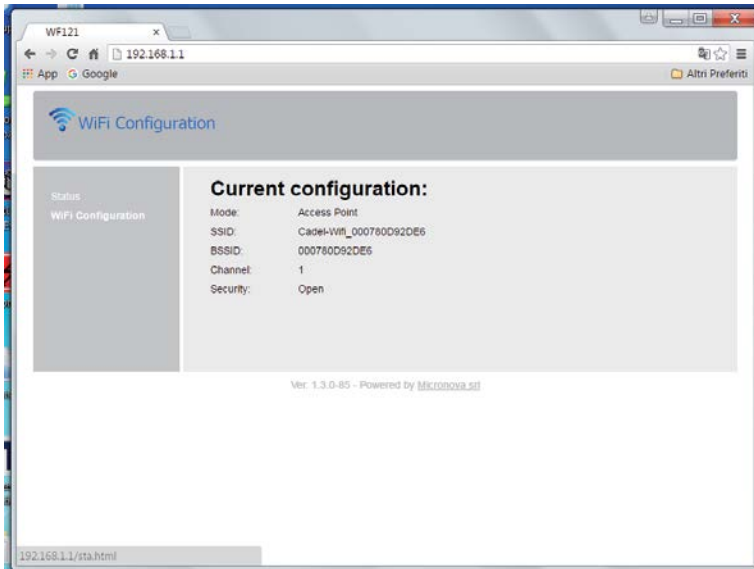 WF121
192.168.1.1
App Google Altri Preferiti
WiFi Configuration
Status
WiFi Configuration
Current configuration:
Mode: Access Point
SSID: Cadel-Wifi_000780D92DE6
BSSID: 000780D92DE6
Channel: 1
Security: Open
Ver. 1.3.0-85 - Powered by Micronova srl
192.168.1.1/sta.html